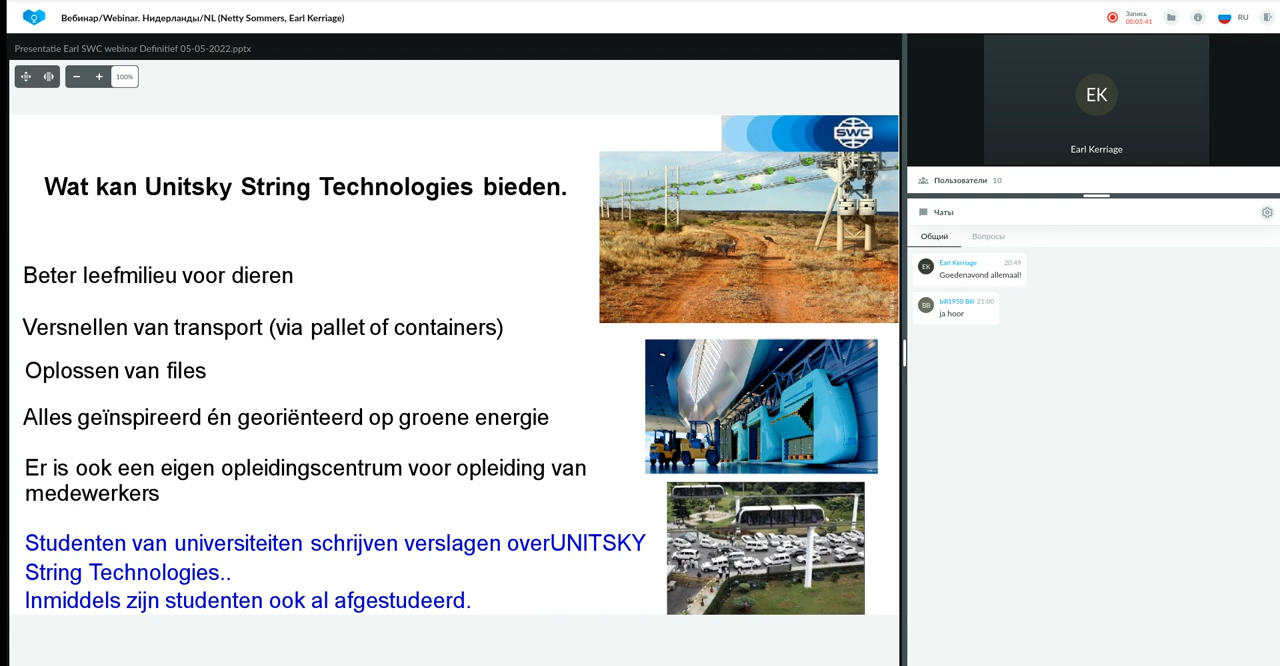 Вебинар/Webinar. Нидерланды/NL (Netty Sommers, Earl Kerriage)
Запись
00:05:41
RU
Presentatie Earl SWC webinar Definitief 05-05-2022.pptx
100%
SWC
Wat kan Unitsky String Technologies bieden.
Beter leefmilieu voor dieren
Versnellen van transport (via pallet of containers)
Oplossen van files
Alles geïnspireerd én georiënteerd op groene energie
Er is ook een eigen opleidingscentrum voor opleiding van
medewerkers
Studenten van universiteiten schrijven verslagen overUNITSKY
String Technologies..
Inmiddels zijn studenten ook al afgestudeerd.
EK
Earl Kerriage
Пользователи 10
Чаты
Общий Вопросы
EK
Earl Kerriage 20:49
Goedenavond allemaal!
BB
bill1950 Bill 21:00
ja hoor